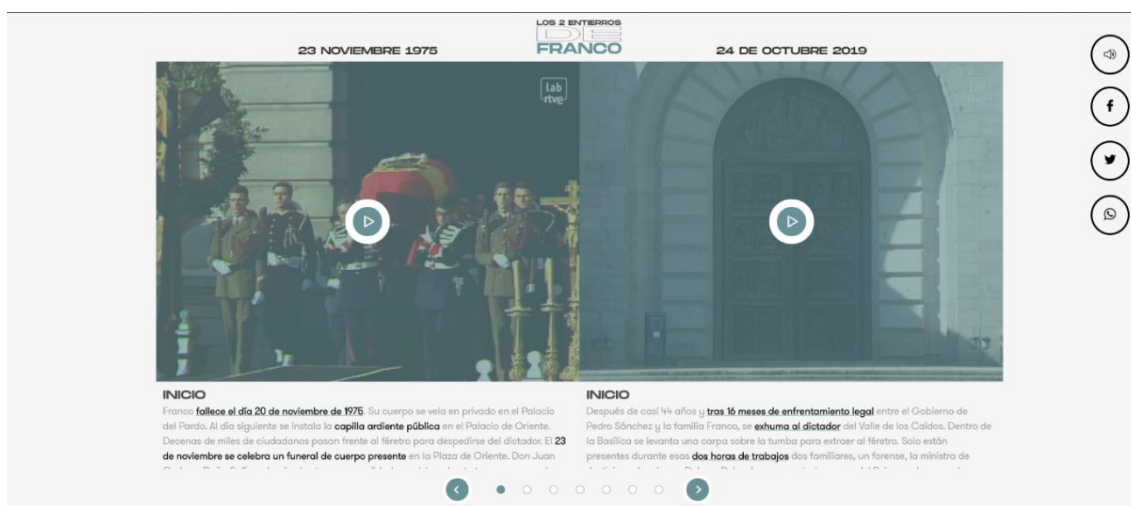 LOS 2 ENTIERROS
DE
FRANCO
23 NOVIEMBRE 1975
24 DE OCTUBRE 2019
lab
rtve
INICIO
Franco fallece el día 20 de noviembre de 1975. Su cuerpo se vela en privado en el Palacio
del Pardo. Al día siguiente se instala la capilla ardiente pública en el Palacio de Oriente.
Decenas de miles de ciudadanos pasan frente al féretro para despedirse del dictador. El 23
de noviembre se celebra un funeral de cuerpo presente en la Plaza de Oriente. Don Juan
INICIO
Después de casi 44 años y tras 16 meses de enfrentamiento legal entre el Gobierno de
Pedro Sánchez y la familia Franco, se exhuma al dictador del Valle de los Caídos. Dentro de
la Basílica se levanta una carpa sobre la tumba para extraer al féretro. Solo están
presentes durante esas dos horas de trabajos dos familiares, un forense, la ministra de